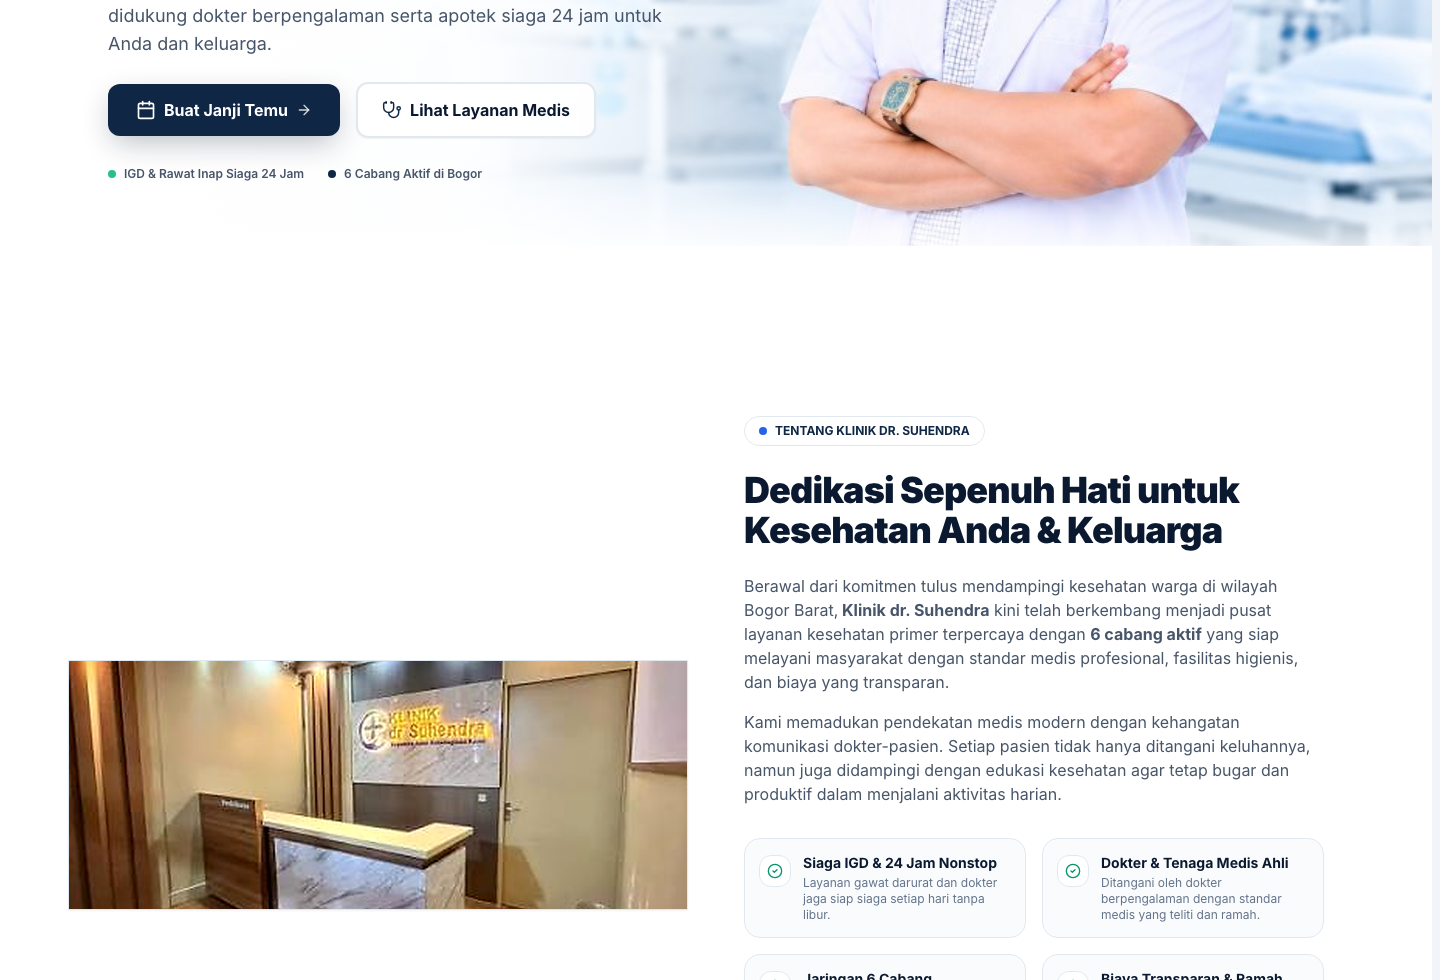 didukung dokter berpengalaman serta apotek siaga 24 jam untuk
Anda dan keluarga.
Buat Janji Temu
Lihat Layanan Medis
IGD & Rawat Inap Siaga 24 Jam
6 Cabang Aktif di Bogor
TENTANG KLINIK DR. SUHENDRA
Dedikasi Sepenuh Hati untuk
Kesehatan Anda & Keluarga
Berawal dari komitmen tulus mendampingi kesehatan warga di wilayah
Bogor Barat, Klinik dr. Suhendra kini telah berkembang menjadi pusat
layanan kesehatan primer terpercaya dengan 6 cabang aktif yang siap
melayani masyarakat dengan standar medis profesional, fasilitas higienis,
dan biaya yang transparan.
Kami memadukan pendekatan medis modern dengan kehangatan
komunikasi dokter-pasien. Setiap pasien tidak hanya ditangani keluhannya,
namun juga didampingi dengan edukasi kesehatan agar tetap bugar dan
produktif dalam menjalani aktivitas harian.
KLINIK
dr Suhendra
Siaga IGD & 24 Jam Nonstop
Layanan gawat darurat dan dokter
jaga siap siaga setiap hari tanpa
libur.
Dokter & Tenaga Medis Ahli
Ditangani oleh dokter
berpengalaman dengan standar
medis yang teliti dan ramah.
Jaringan 6 Cabang
Biaya Transparan & Ramah